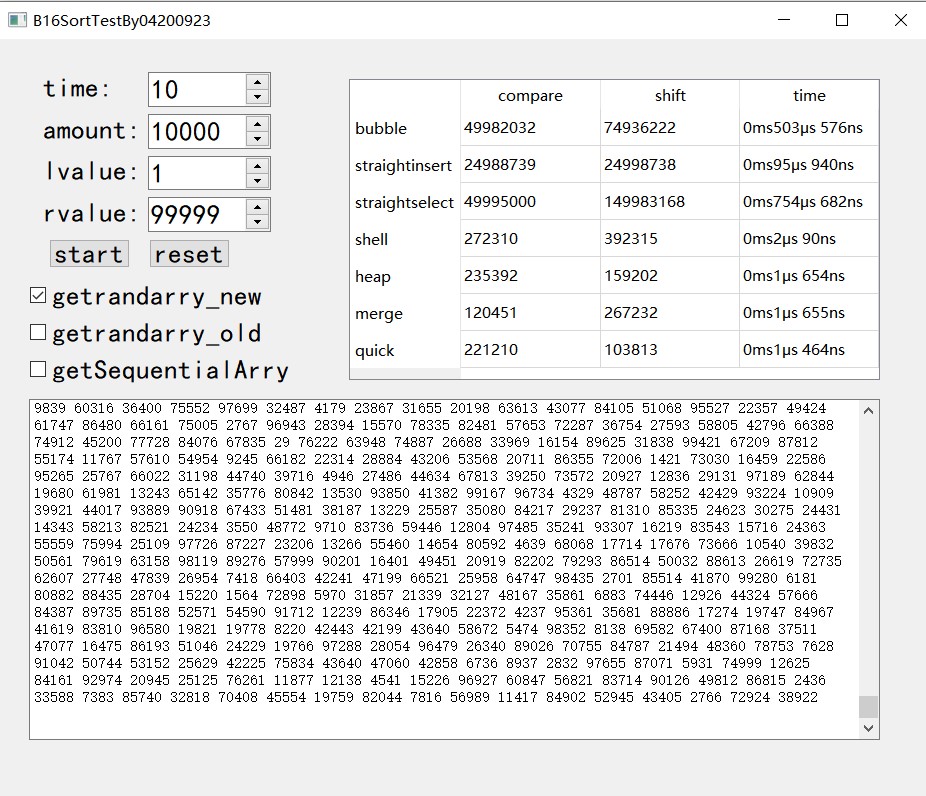 B16SortTestBy04200923
time: 10
amount: 10000
lvalue: 1
rvalue: 99999
start reset
getrandarry_new
getrandarry_old
getSequentialArry
compare shift time
bubble 49982032 74936222 0ms503μs 576ns
straightinsert 24988739 24998738 0ms95μs 940ns
straightselect 49995000 149983168 0ms754μs 682ns
shell 272310 392315 0ms2μs 90ns
heap 235392 159202 0ms1μs 654ns
merge 120451 267232 0ms1μs 655ns
quick 221210 103813 0ms1μs 464ns
9839 60316 36400 75552 97699 32487 4179 23867 31655 20198 63613 43077 84105 51068 95527 22357 49424
61747 86480 66161 75005 2767 96943 28394 15570 78335 82481 57653 72287 36754 27593 58805 42796 66388
74912 45200 77728 84076 67835 29 76222 63948 74887 26688 33969 16154 89625 31838 99421 67209 87812
55174 11767 57610 54954 9245 66182 22314 28884 43206 53568 20711 86355 72006 1421 73030 16459 22586
95265 25767 66022 31198 44740 39716 4946 27486 44634 67813 39250 73572 20927 12836 29131 97189 62844
19680 61981 13243 65142 35776 80842 13530 93850 41382 99167 96734 4329 48787 58252 42429 93224 10909
39921 44017 93889 90918 67433 51481 38187 13229 25587 35080 84217 29237 81310 85335 24623 30275 24431
14343 58213 82521 24234 3550 48772 9710 83736 59446 12804 97485 35241 93307 16219 83543 15716 24363
55559 75994 25109 97726 87227 23206 13266 55460 14654 80592 4639 68068 17714 17676 73666 10540 39832
50561 79619 63158 98119 89276 57999 90201 16401 49451 20919 82202 79293 86514 50032 88613 26619 72735
62607 27748 47839 26954 7418 66403 42241 47199 66521 25958 64747 98435 2701 85514 41870 99280 6181
80882 88435 28704 15220 1564 72898 5970 31857 21339 32127 48167 35861 6883 74446 12926 44324 57666
84387 89735 85188 52571 54590 91712 12239 86346 17905 22372 4237 95361 35681 88886 17274 19747 84967
41619 83810 96580 19821 19778 8220 42443 42199 43640 58672 5474 98352 8138 69582 67400 87168 37511
47077 16475 86193 51046 24229 19766 97288 28054 96479 26340 89026 70755 84787 21494 48360 78753 7628
91042 50744 53152 25629 42225 75834 43640 47060 42858 6736 8937 2832 97655 87071 5931 74999 12625
84161 92974 20945 25125 76261 11877 12138 4541 15226 96927 60847 56821 83714 90126 49812 86815 2436
33588 7383 85740 32818 70408 45554 19759 82044 7816 56989 11417 84902 52945 43405 2766 72924 38922